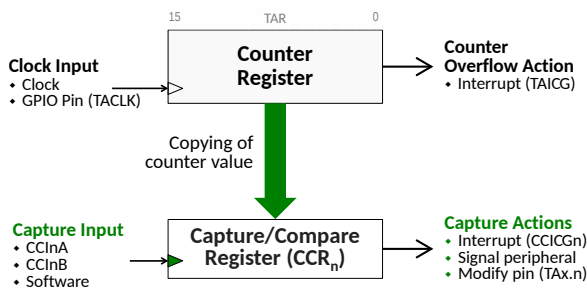 15 TAR 0
Counter
Register
Clock Input
• Clock
• GPIO Pin (TACLK)
Counter
Overflow Action
• Interrupt (TAICG)
Copying of
counter value
Capture Input
• CCInA
• CCInB
• Software
Capture/Compare
Register (CCRn)
Capture Actions
• Interrupt (CCICGn)
• Signal peripheral
• Modify pin (TAx.n)